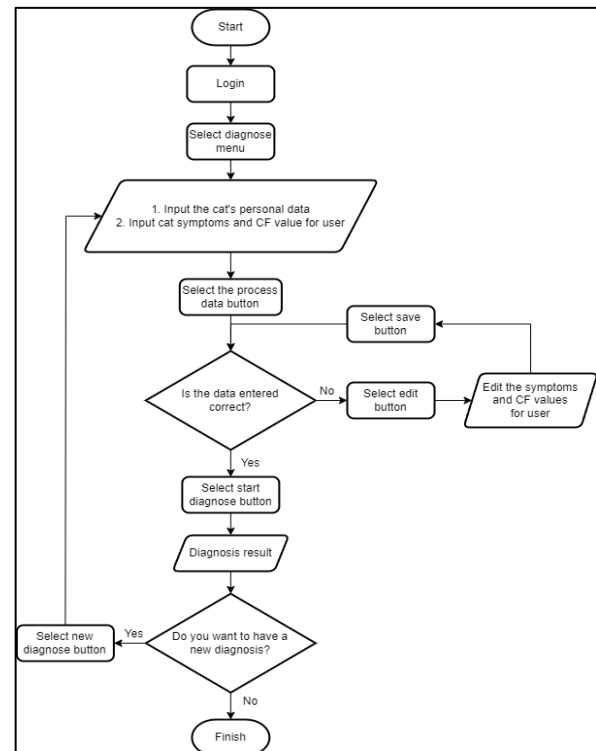 Start
Login
Select diagnose
menu
1. Input the cat's personal data
2. Input cat symptoms and CF value for user
Select the process
data button
Select save
button
Is the data entered
correct?
No
Select edit
button
Edit the symptoms
and CF values
for user
Yes
Select start
diagnose button
Diagnosis result
Do you want to have a
new diagnosis?
Yes
Select new
diagnose button
No
Finish